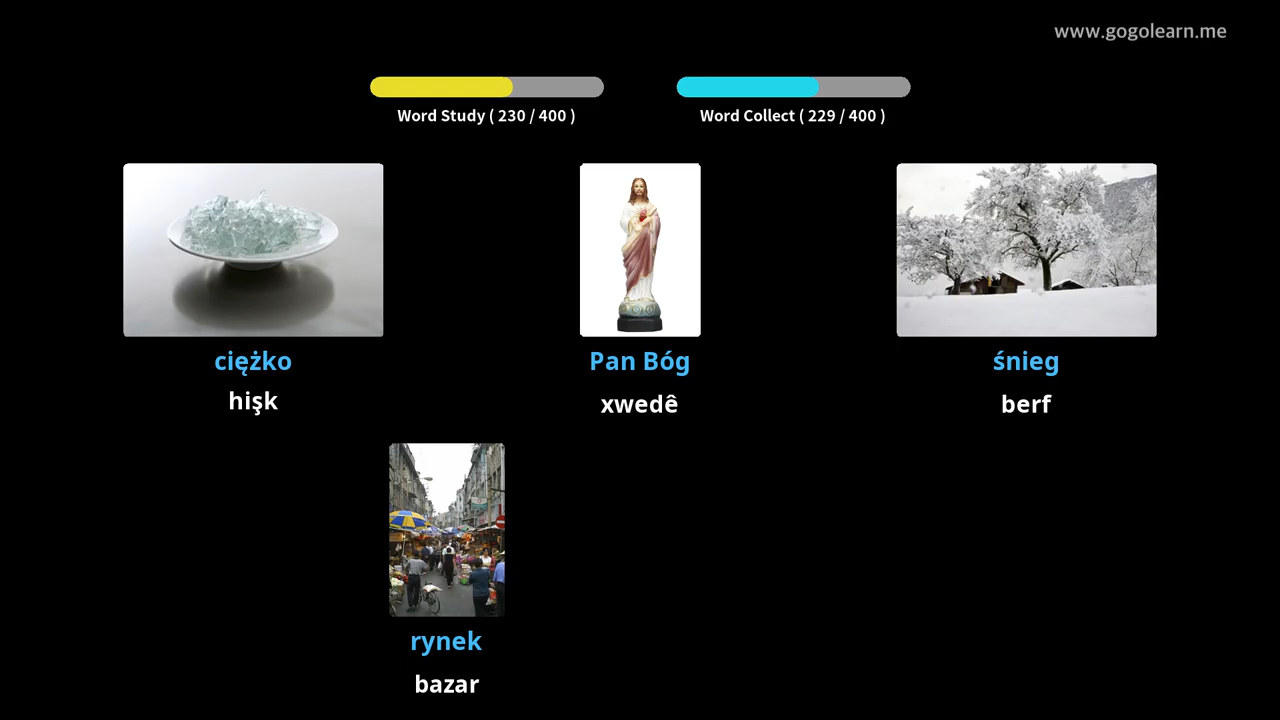 www.gogolearn.me
Word Study ( 230 / 400 )
Word Collect ( 229 / 400 )
ciężko
hişk
Pan Bóg
xwedê
śnieg
berf
rynek
bazar